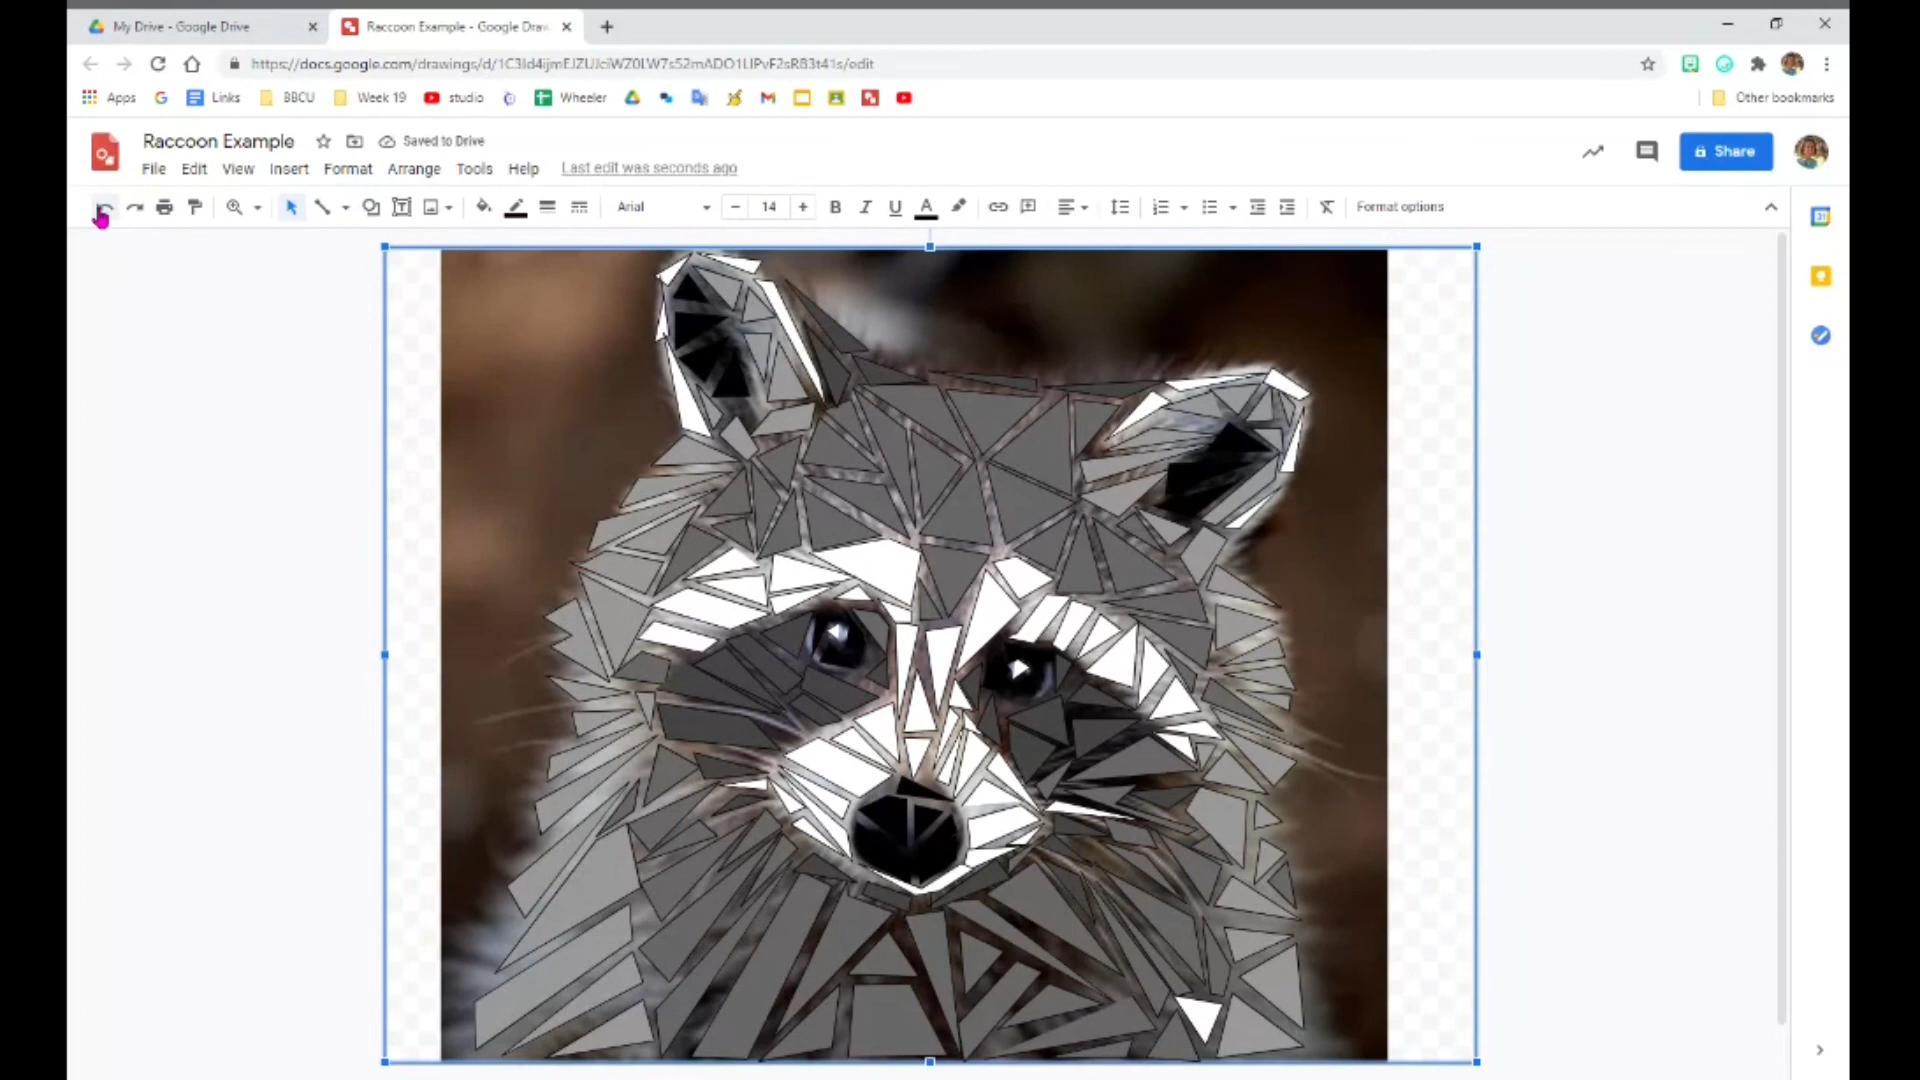 My Drive - Google Drive
Raccoon Example - Google Draw
https://docs.google.com/drawings/d/
/edit
Apps
Links
BBCU
Week 19
studio
Wheeler
Other bookmarks
Raccoon Example
Saved to Drive
Share
File Edit View Insert Format Arrange Tools Help
Last edit was seconds ago
Arial
14
B I U A
Format options
31